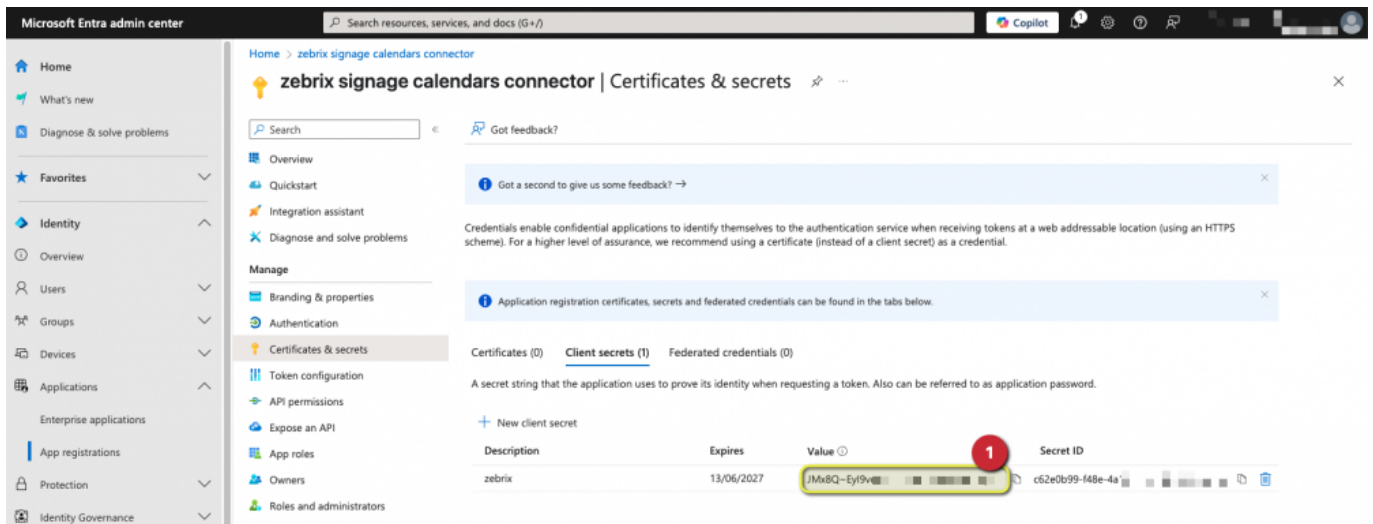 Microsoft Entra admin center
Search resources, services, and docs (G+/)
Copilot
1
Home
What's new
Diagnose & solve problems
Favorites
Identity
Overview
Users
Groups
Devices
Applications
Enterprise applications
App registrations
Protection
Identity Governance
Home > zebrix signage calendars connector
zebrix signage calendars connector | Certificates & secrets
Search
Overview
Quickstart
Integration assistant
Diagnose and solve problems
Manage
Branding & properties
Authentication
Certificates & secrets
Token configuration
API permissions
Expose an API
App roles
Owners
Roles and administrators
Got feedback?
Got a second to give us some feedback? →
Credentials enable confidential applications to identify themselves to the authentication service when receiving tokens at a web addressable location (using an HTTPS
scheme). For a higher level of assurance, we recommend using a certificate (instead of a client secret) as a credential.
Application registration certificates, secrets and federated credentials can be found in the tabs below.
Certificates (0) Client secrets (1) Federated credentials (0)
A secret string that the application uses to prove its identity when requesting a token. Also can be referred to as application password.
+ New client secret
Description Expires Value Secret ID
1
zebrix 13/06/2027 JMx8Q~EyI9v c62e0b99-f48e-4a